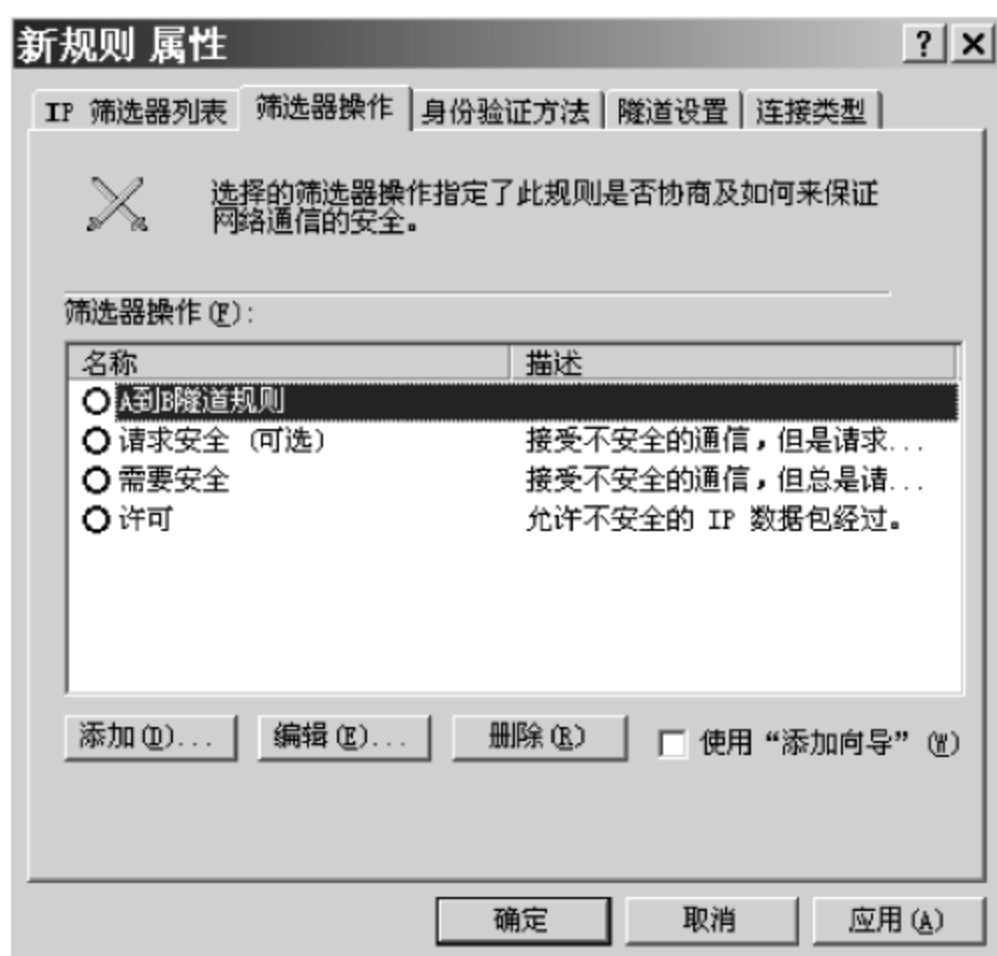 新规则 属性
IP 筛选器列表 筛选器操作 身份验证方法 隧道设置 连接类型
选择的筛选器操作指定了此规则是否协商及如何来保证
网络通信的安全。
筛选器操作(F):
名称 描述
A到B隧道规则
请求安全 (可选) 接受不安全的通信，但是请求...
需要安全 接受不安全的通信，但总是请...
许可 允许不安全的 IP 数据包经过。
添加(D)... 编辑(E)... 删除(R) 使用“添加向导”(W)
确定 取消 应用(A)